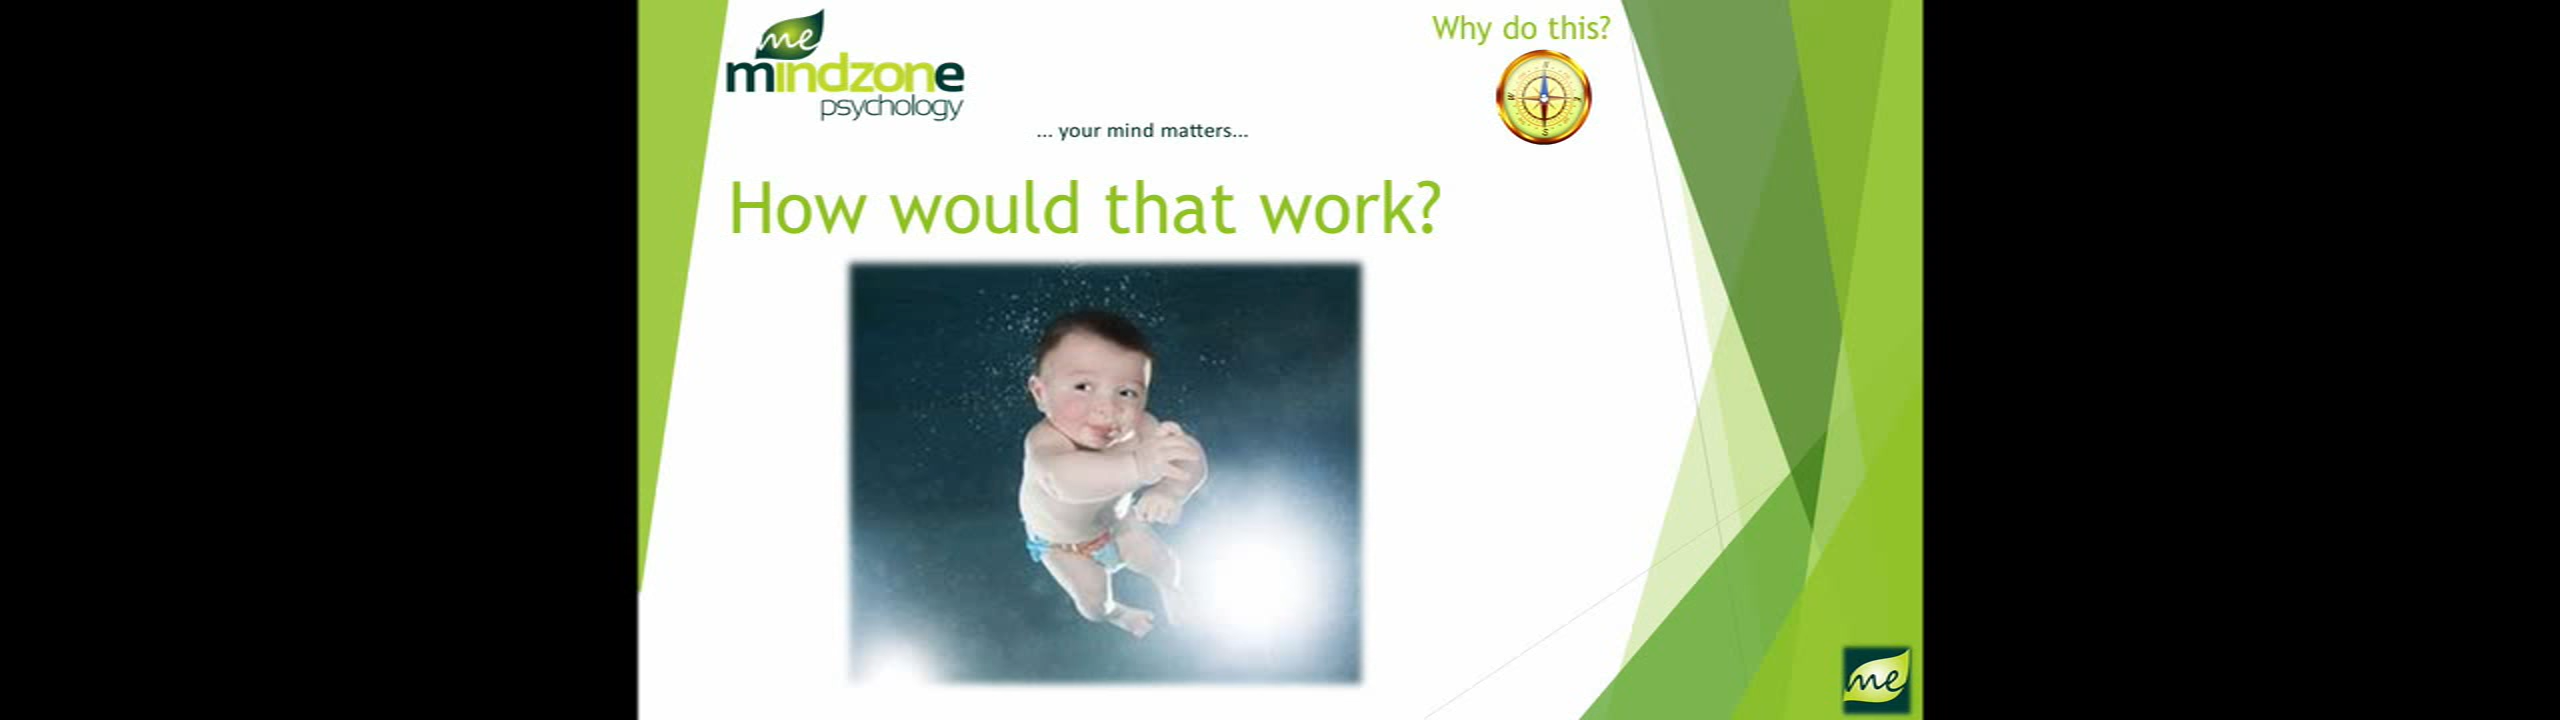 me
mindzone
psychology
... your mind matters...
Why do this?
How would that work?
me